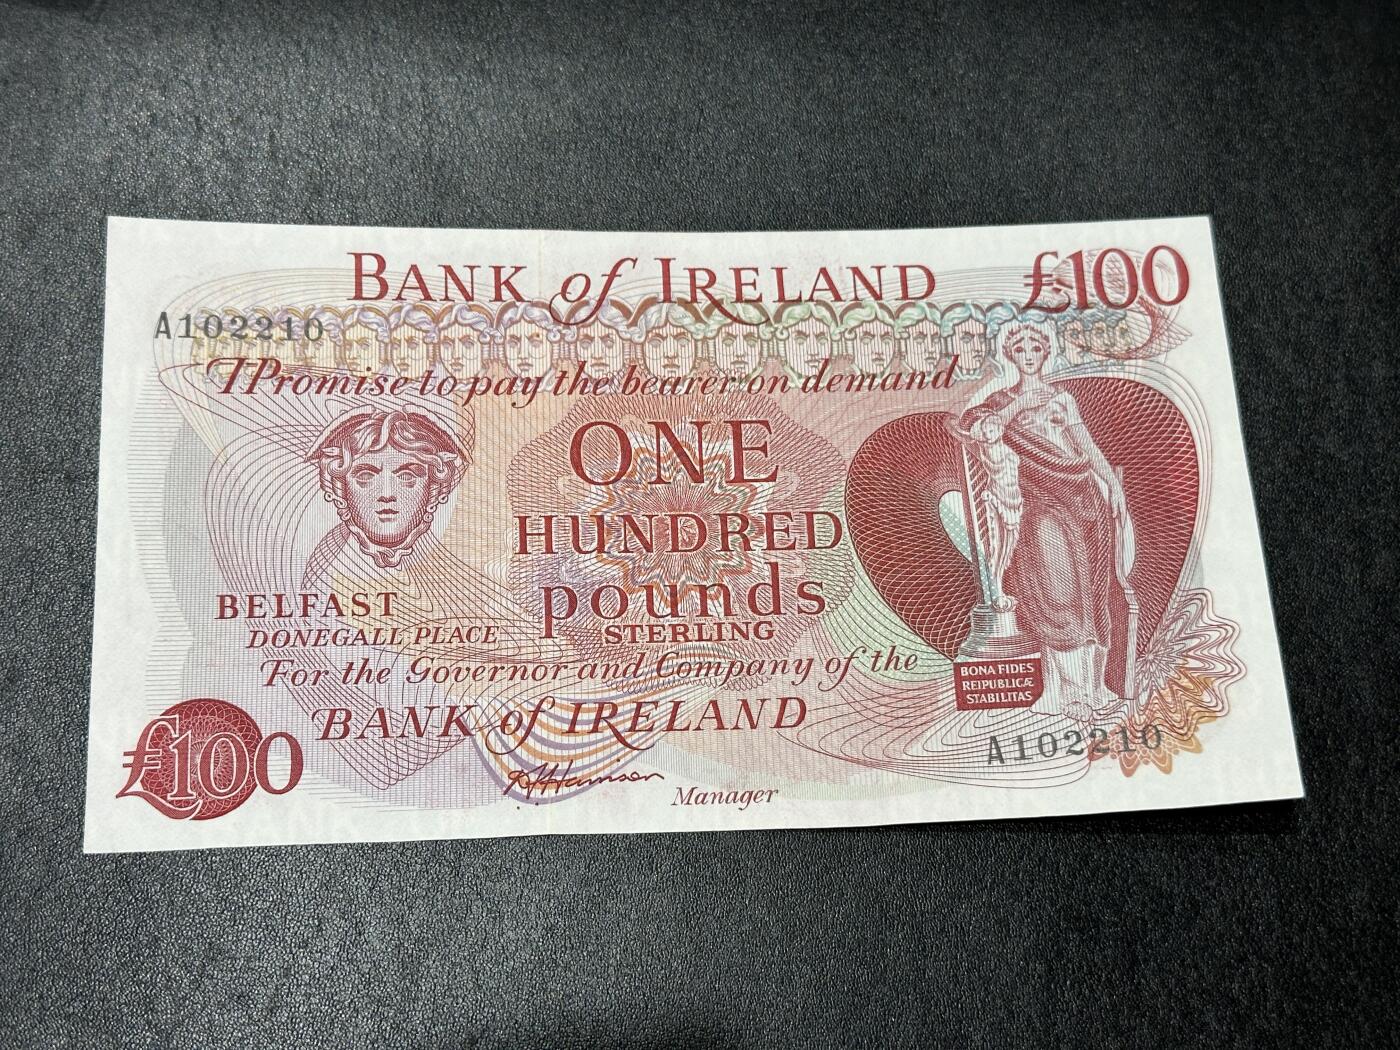 BANK of IRELAND
£100
A102210
I Promise to pay the bearer on demand
ONE
HUNDRED
pounds
STERLING
BELFAST
DONEGALL PLACE
For the Governor and Company of the
BANK of IRELAND
BONA FIDES
REIPUBLICÆ
STABILITAS
A102210
£100
Manager